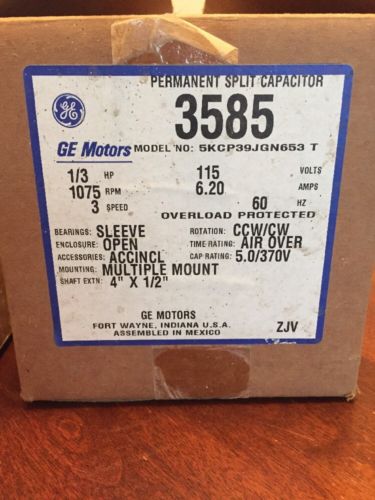 PERMANENT SPLIT CAPACITOR
3585
GE
GE Motors MODEL NO: 5KCP39JGN653 T
1/3 HP 115 VOLTS
1075 RPM 6.20 AMPS
3 SPEED 60 HZ
OVERLOAD PROTECTED
BEARINGS: SLEEVE ROTATION: CCW/CW
ENCLOSURE: OPEN TIME RATING: AIR OVER
ACCESSORIES: ACCINCL CAP RATING: 5.0/370V
MOUNTING: MULTIPLE MOUNT
SHAFT EXTN: 4" X 1/2"
GE MOTORS
FORT WAYNE, INDIANA U.S.A. ZJV
ASSEMBLED IN MEXICO